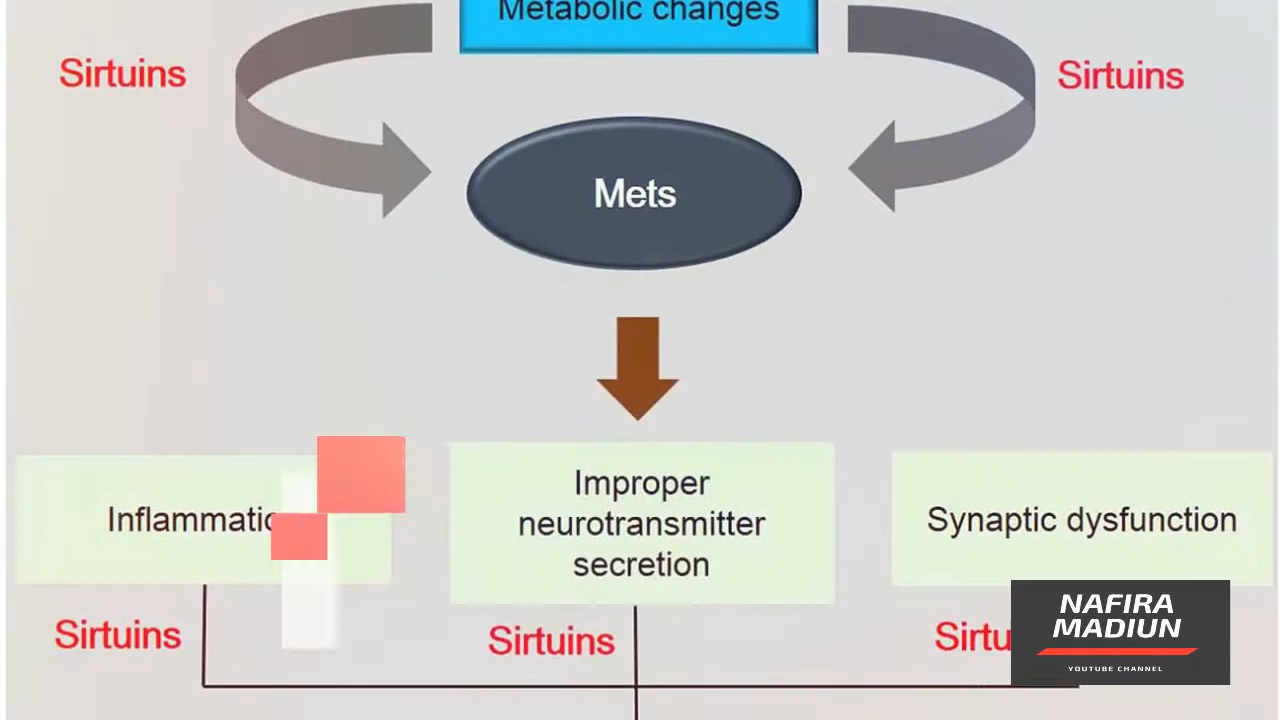 Metabolic changes
Sirtuins
Sirtuins
Mets
Improper
neurotransmitter
secretion
Synaptic dysfunction
Sirtuins
Sirtuins
NAFIRA
MADIUN
YOUTUBE CHANNEL